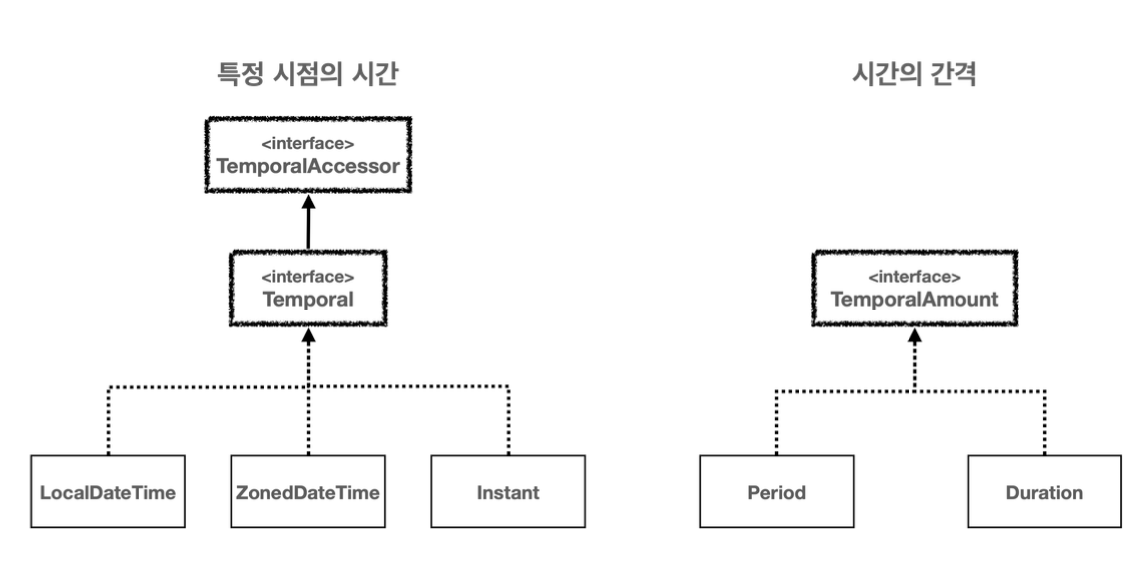 특정 시점의 시간
시간의 간격
<interface>
TemporalAccessor
<interface>
Temporal
<interface>
TemporalAmount
LocalDateTime
ZonedDateTime
Instant
Period
Duration